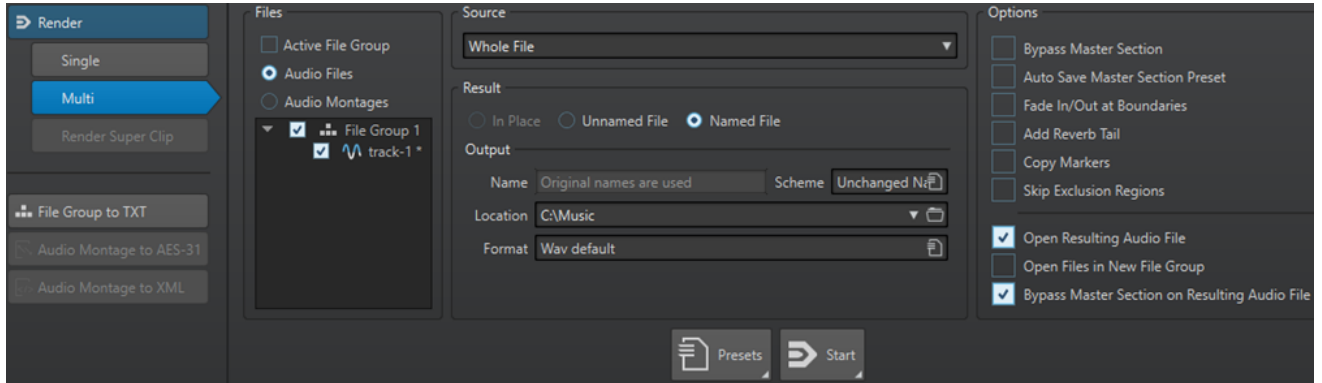 Render
Single
Multi
Render Super Clip
File Group to TXT
Audio Montage to AES-31
Audio Montage to XML
Files
Active File Group
Audio Files
Audio Montages
File Group 1
track-1 *
Source
Whole File
Result
In Place Unnamed File Named File
Output
Name Original names are used Scheme Unchanged Na
Location C:\Music
Format Wav default
Options
Bypass Master Section
Auto Save Master Section Preset
Fade In/Out at Boundaries
Add Reverb Tail
Copy Markers
Skip Exclusion Regions
Open Resulting Audio File
Open Files in New File Group
Bypass Master Section on Resulting Audio File
Presets Start